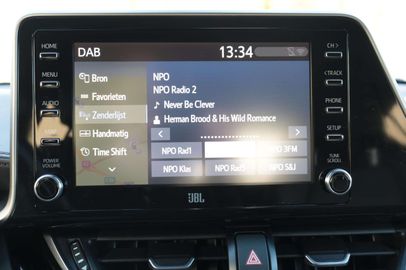 DAB
13:34
HOME
MENU
AUDIO
MAP
POWER
VOLUME
Bron
Favorieten
Zenderlijst
Handmatig
Time Shift
NPO
NPO Radio 2
Never Be Clever
Herman Brood & His Wild Romance
NPO Rad1
NPO 3FM
NPO Klas
NPO Rad5
NPO S&J
CH >
< TRACK
PHONE
SETUP
TUNE
SCROLL
JBL